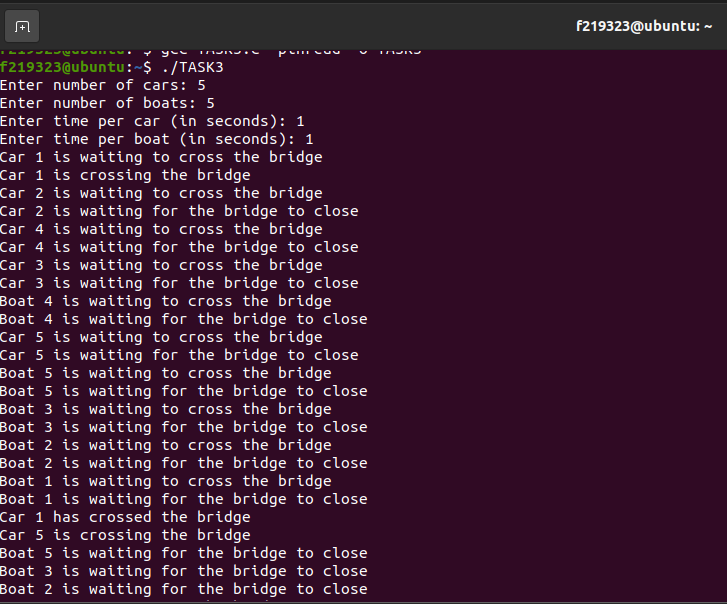 f219323@ubuntu: ~
f219323@ubuntu:~$ ./TASK3
Enter number of cars: 5
Enter number of boats: 5
Enter time per car (in seconds): 1
Enter time per boat (in seconds): 1
Car 1 is waiting to cross the bridge
Car 1 is crossing the bridge
Car 2 is waiting to cross the bridge
Car 2 is waiting for the bridge to close
Car 4 is waiting to cross the bridge
Car 4 is waiting for the bridge to close
Car 3 is waiting to cross the bridge
Car 3 is waiting for the bridge to close
Boat 4 is waiting to cross the bridge
Boat 4 is waiting for the bridge to close
Car 5 is waiting to cross the bridge
Car 5 is waiting for the bridge to close
Boat 5 is waiting to cross the bridge
Boat 5 is waiting for the bridge to close
Boat 3 is waiting to cross the bridge
Boat 3 is waiting for the bridge to close
Boat 2 is waiting to cross the bridge
Boat 2 is waiting for the bridge to close
Boat 1 is waiting to cross the bridge
Boat 1 is waiting for the bridge to close
Car 1 has crossed the bridge
Car 5 is crossing the bridge
Boat 5 is waiting for the bridge to close
Boat 3 is waiting for the bridge to close
Boat 2 is waiting for the bridge to close